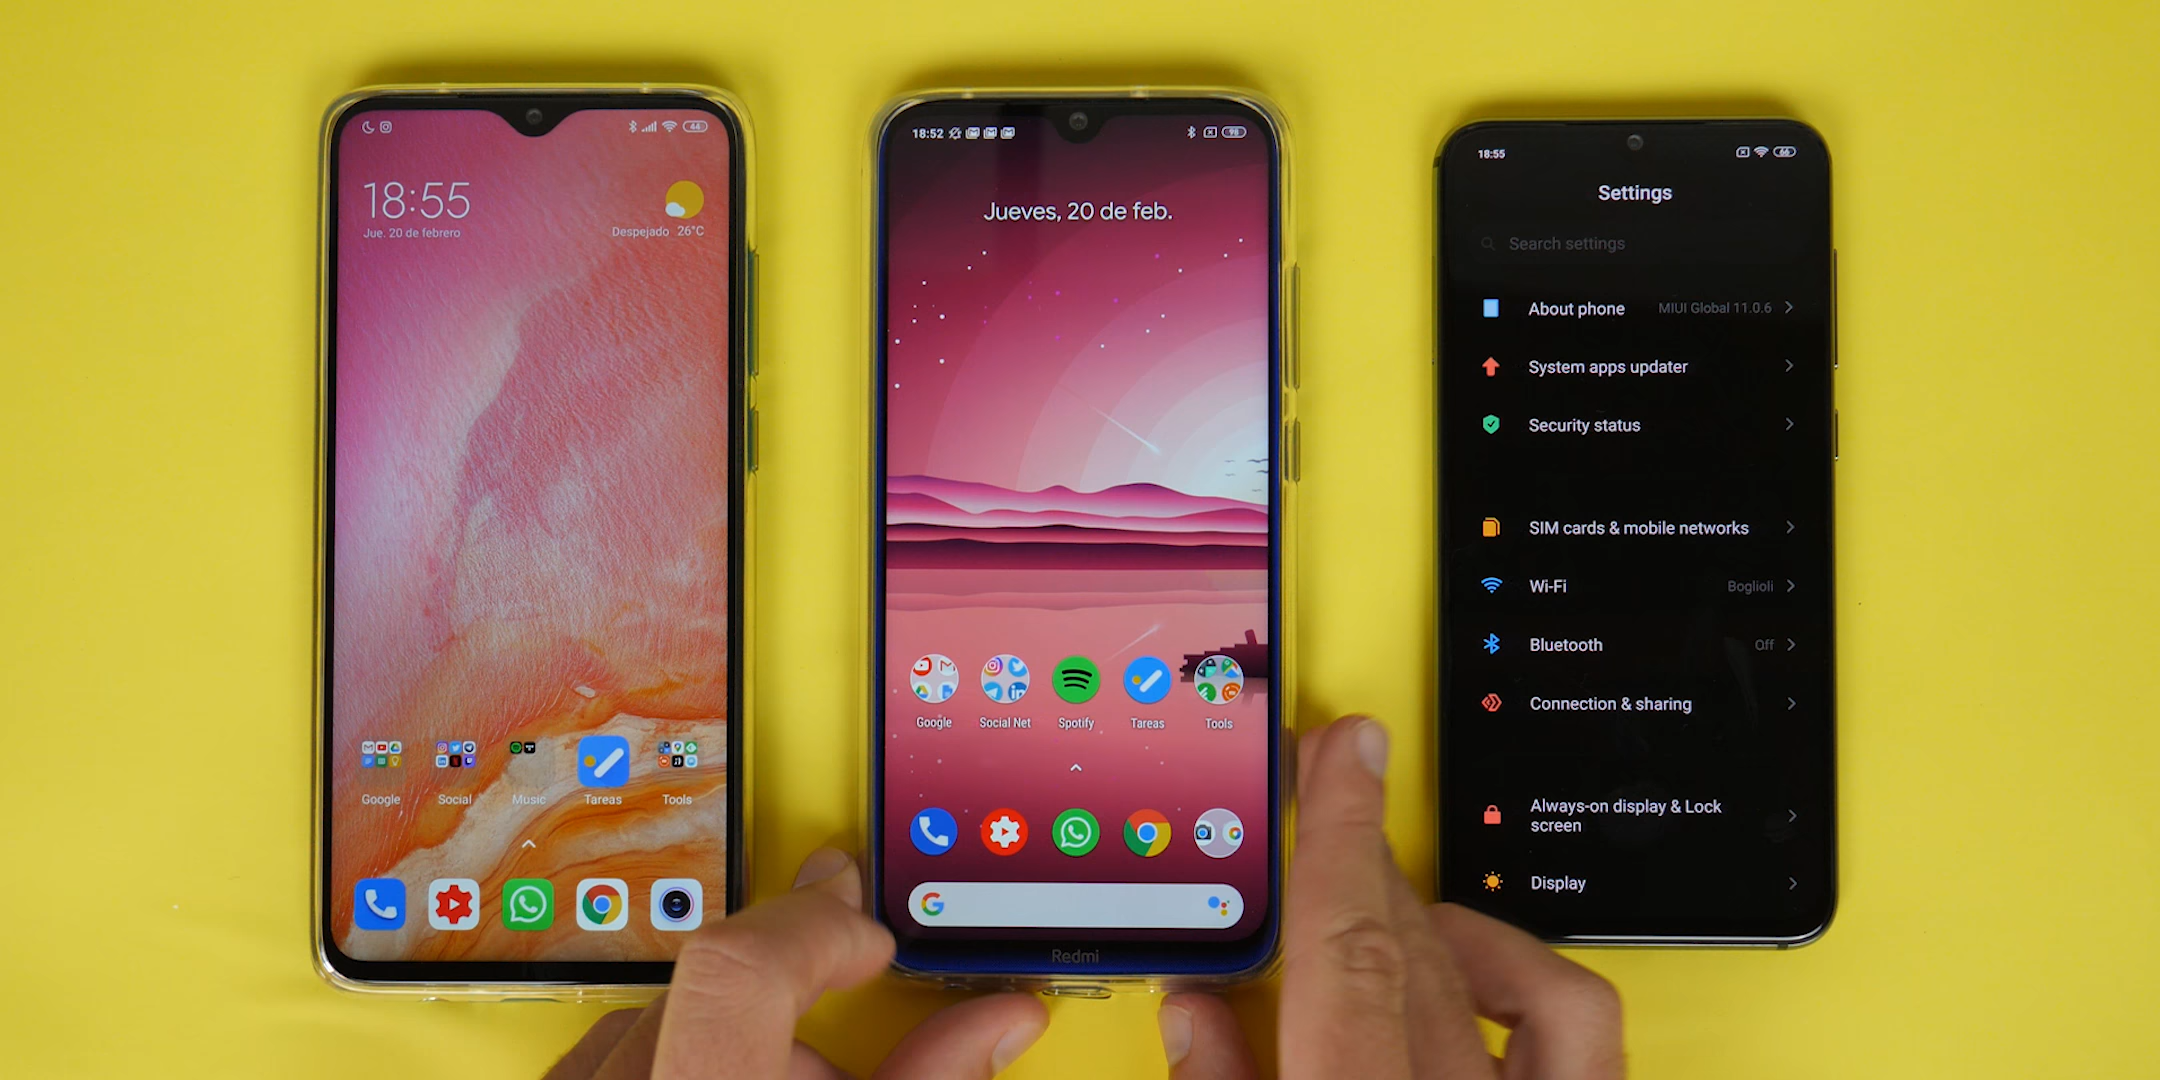 44
18:55
Jue. 20 de febrero
Despejado 26°C
Google
Social
Music
Tareas
Tools
18:52
98
Jueves, 20 de feb.
Google
Social Net
Spotify
Tareas
Tools
Redmi
18:55
66
Settings
Search settings
About phone MIUI Global 11.0.6
System apps updater
Security status
SIM cards & mobile networks
Wi-Fi Boglioli
Bluetooth Off
Connection & sharing
Always-on display & Lock
screen
Display